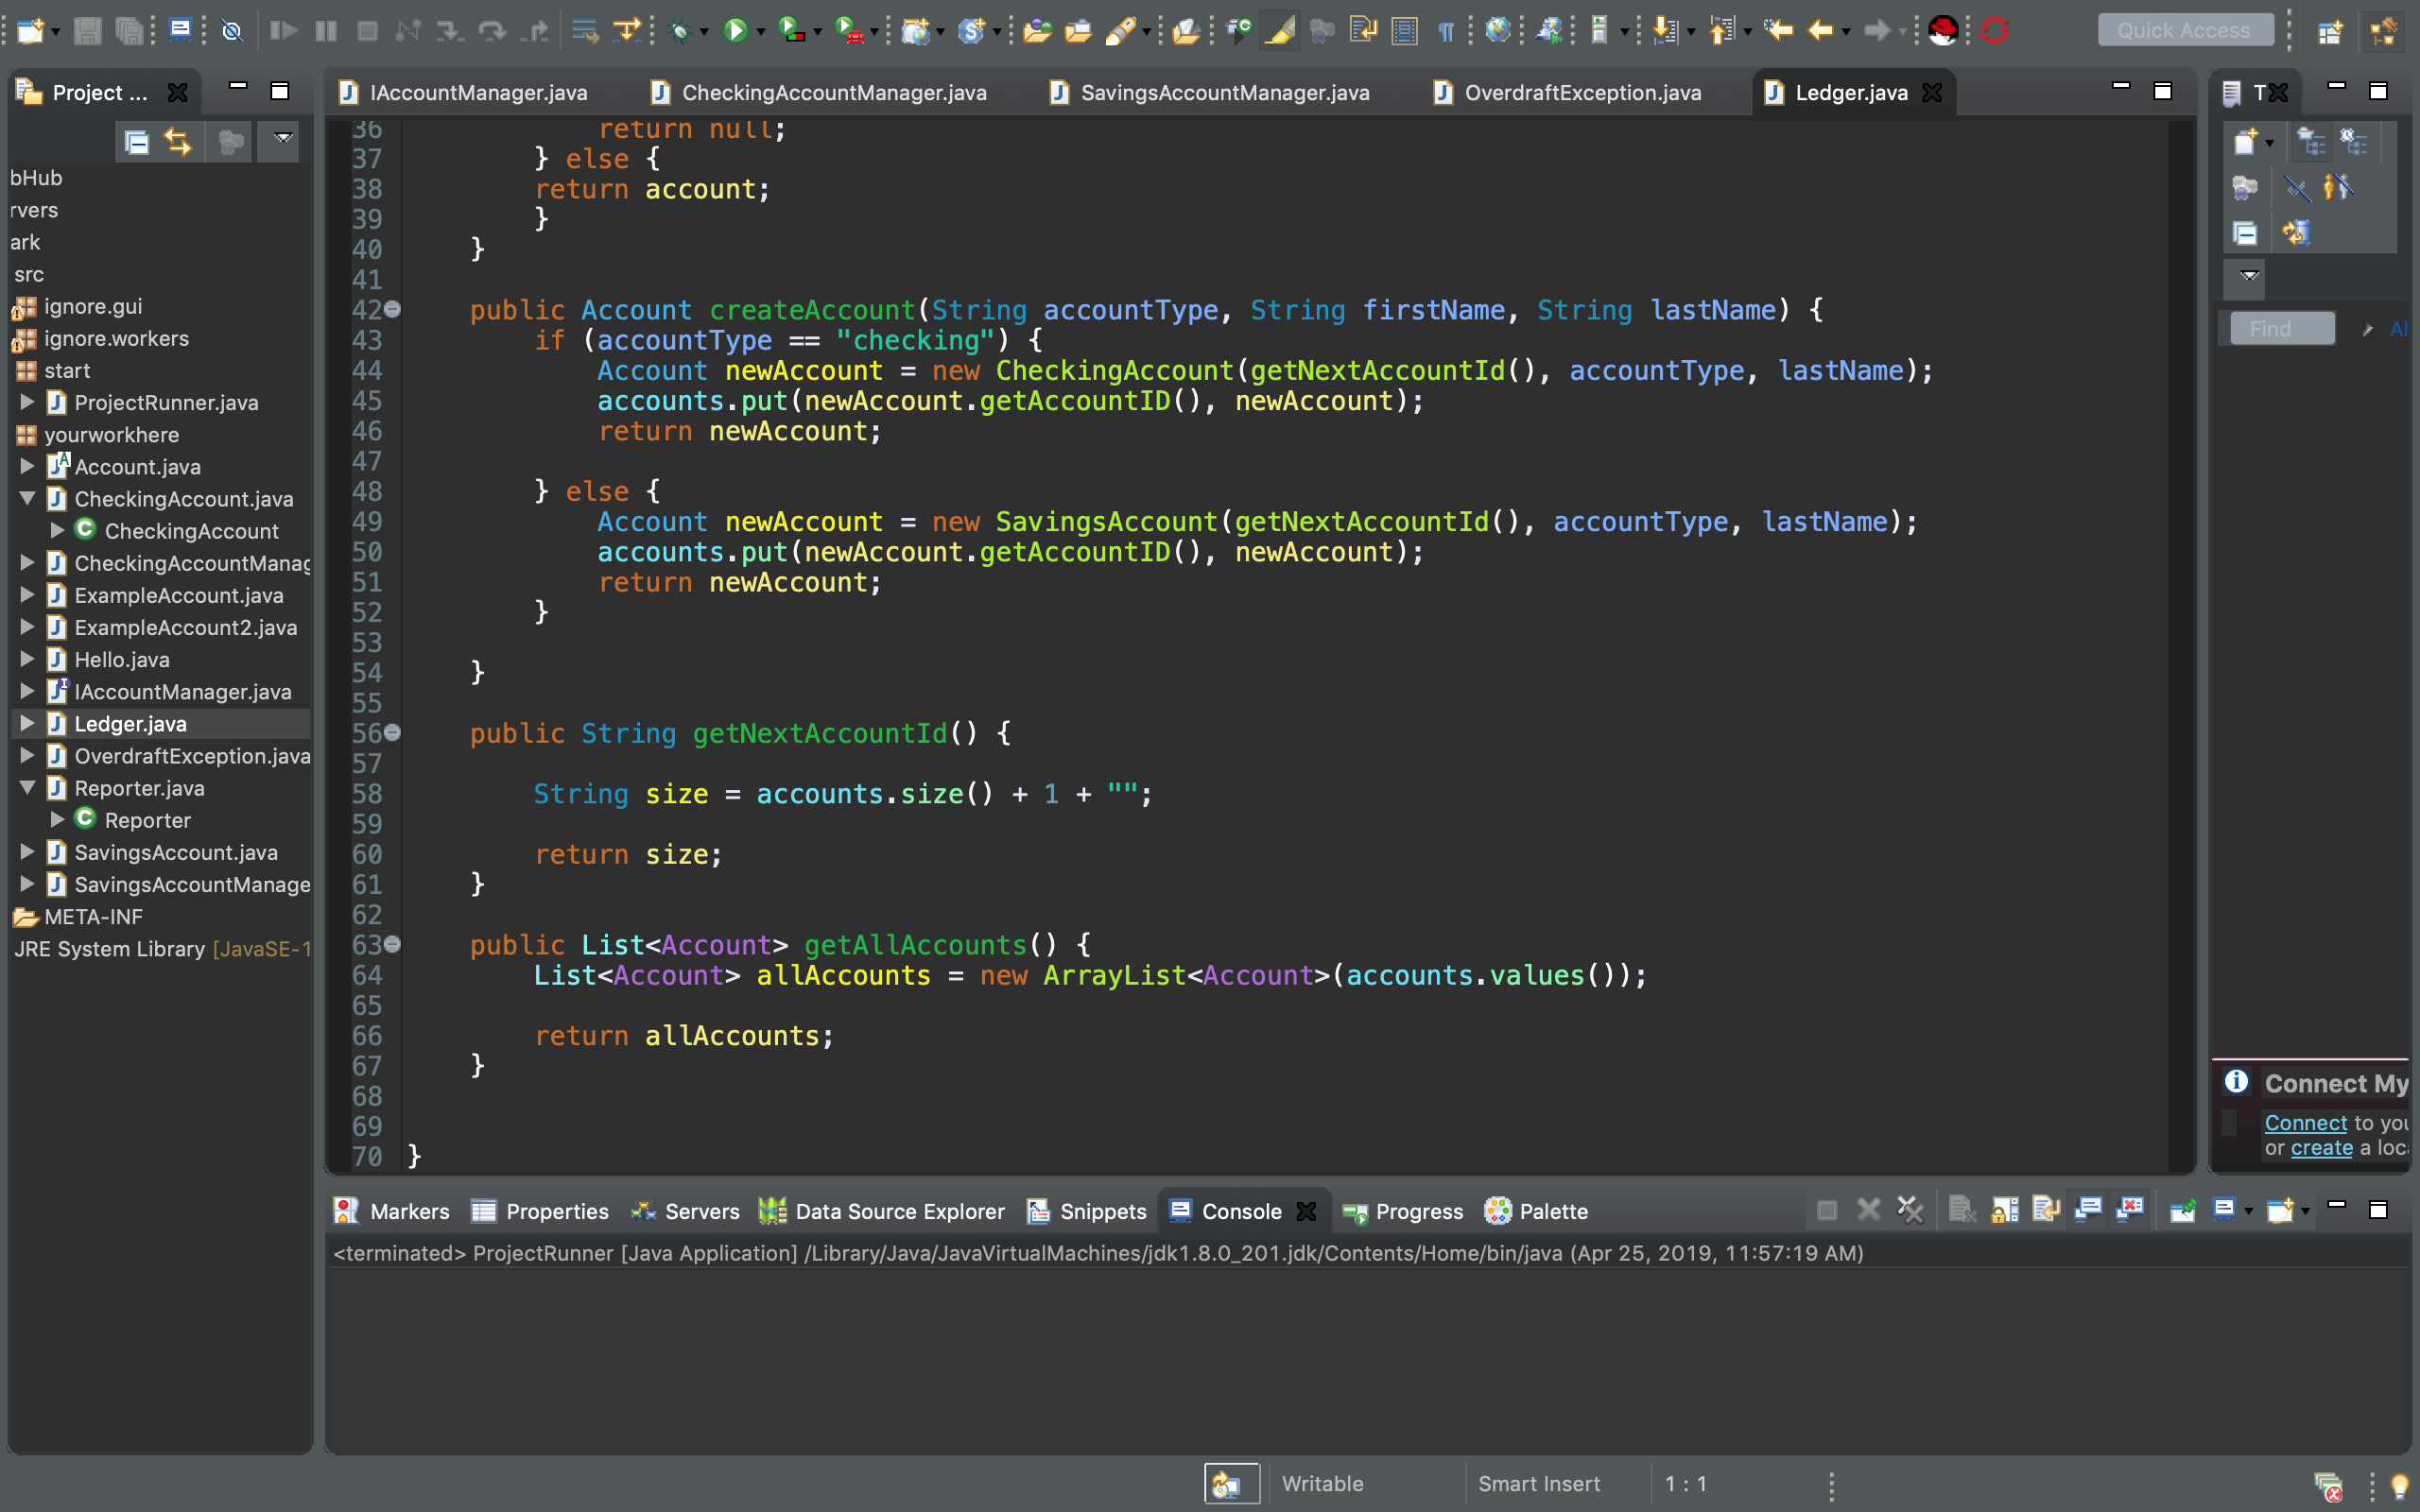 Quick Access
Project ...
IAccountManager.java
CheckingAccountManager.java
SavingsAccountManager.java
OverdraftException.java
Ledger.java
T
bHub
rvers
ark
src
ignore.gui
ignore.workers
start
ProjectRunner.java
yourworkhere
Account.java
CheckingAccount.java
CheckingAccount
CheckingAccountManag
ExampleAccount.java
ExampleAccount2.java
Hello.java
IAccountManager.java
Ledger.java
OverdraftException.java
Reporter.java
Reporter
SavingsAccount.java
SavingsAccountManage
META-INF
JRE System Library [JavaSE-1
36 return null;
37 } else {
38 return account;
39 }
40 }
41
42 public Account createAccount(String accountType, String firstName, String lastName) {
43 if (accountType == "checking") {
44 Account newAccount = new CheckingAccount(getNextAccountId(), accountType, lastName);
45 accounts.put(newAccount.getAccountID(), newAccount);
46 return newAccount;
47
48 } else {
49 Account newAccount = new SavingsAccount(getNextAccountId(), accountType, lastName);
50 accounts.put(newAccount.getAccountID(), newAccount);
51 return newAccount;
52 }
53
54 }
55
56 public String getNextAccountId() {
57
58 String size = accounts.size() + 1 + "";
59
60 return size;
61 }
62
63 public List<Account> getAllAccounts() {
64 List<Account> allAccounts = new ArrayList<Account>(accounts.values());
65
66 return allAccounts;
67 }
68
69
70 }
Find
Al
Connect My
Connect to you
or create a loc
Markers
Properties
Servers
Data Source Explorer
Snippets
Console
Progress
Palette
<terminated> ProjectRunner [Java Application] /Library/Java/JavaVirtualMachines/jdk1.8.0_201.jdk/Contents/Home/bin/java (Apr 25, 2019, 11:57:19 AM)
Writable
Smart Insert
1 : 1